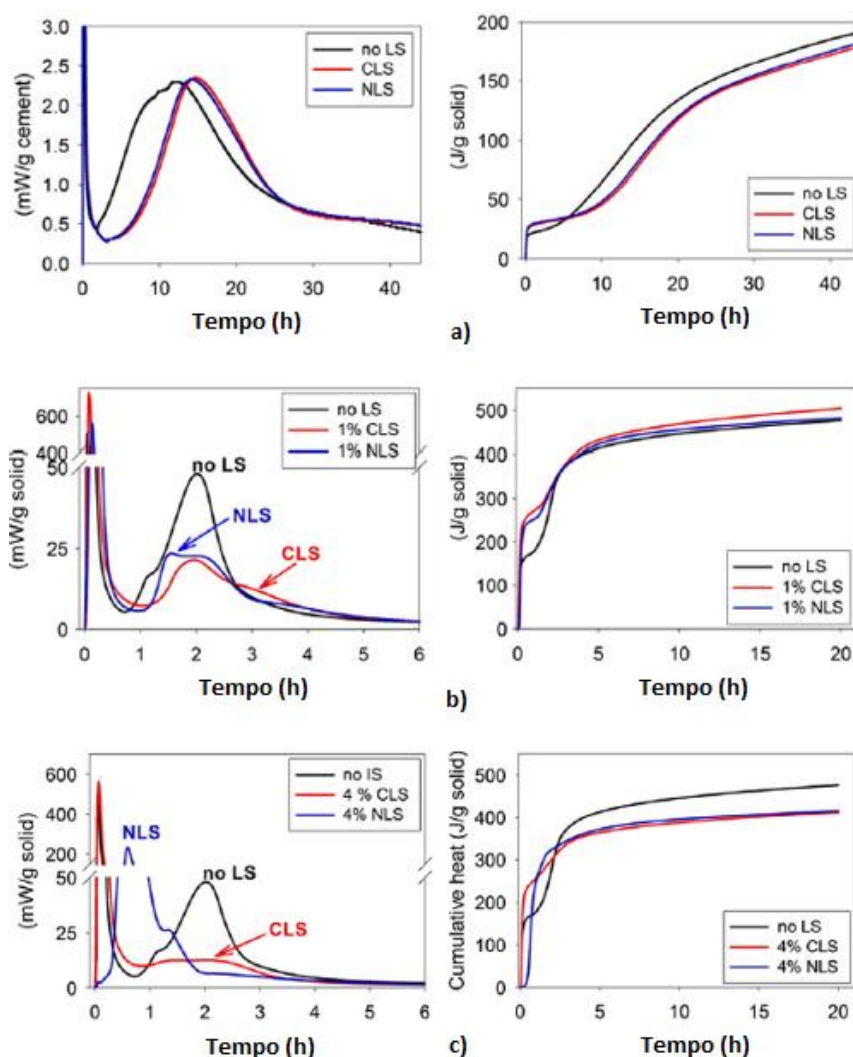 3.0
2.5
2.0
1.5
1.0
0.5
0.0
(mW/g cement)
no LS
CLS
NLS
0 10 20 30 40
Tempo (h)
200
150
100
50
0
(J/g solid)
no LS
CLS
NLS
0 10 20 30 40
Tempo (h)
a)
600
400
50
25
0
(mW/g solid)
no LS
1% CLS
1% NLS
no LS
NLS
CLS
0 1 2 3 4 5 6
Tempo (h)
500
400
300
200
100
0
(J/g solid)
no LS
1% CLS
1% NLS
0 5 10 15 20
Tempo (h)
b)
600
400
200
50
25
0
(mW/g solid)
no IS
4 % CLS
4% NLS
NLS
no LS
CLS
0 1 2 3 4 5 6
Tempo (h)
500
400
300
200
100
0
Cumulative heat (J/g solid)
no LS
4% CLS
4% NLS
0 5 10 15 20
Tempo (h)
c)